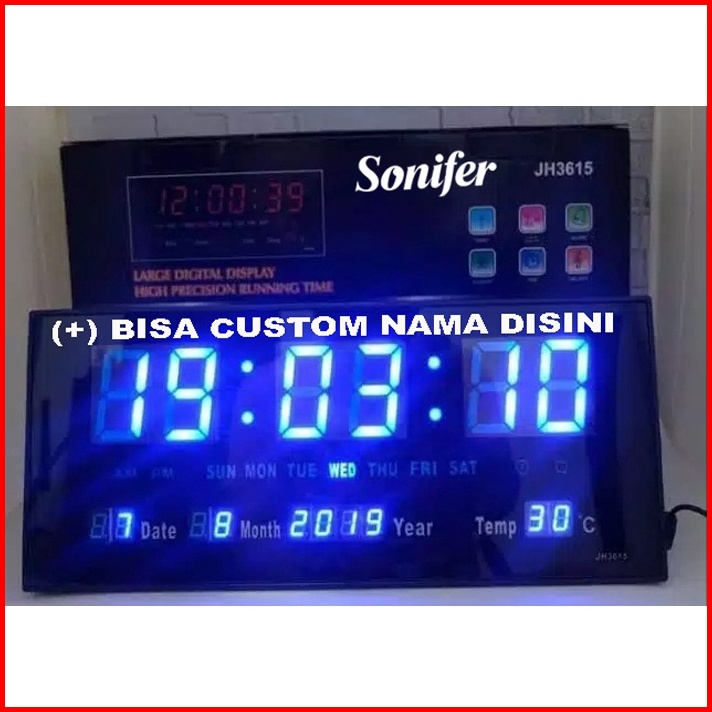 Sonifer
JH3615
12:00:39
LARGE DIGITAL DISPLAY
HIGH PRECISION RUNNING TIME
(+) BISA CUSTOM NAMA DISINI
19:03:10
AM PM SUN MON TUE WED THU FRI SAT
7 Date 8 Month 2019 Year Temp 30 °C
JH3615